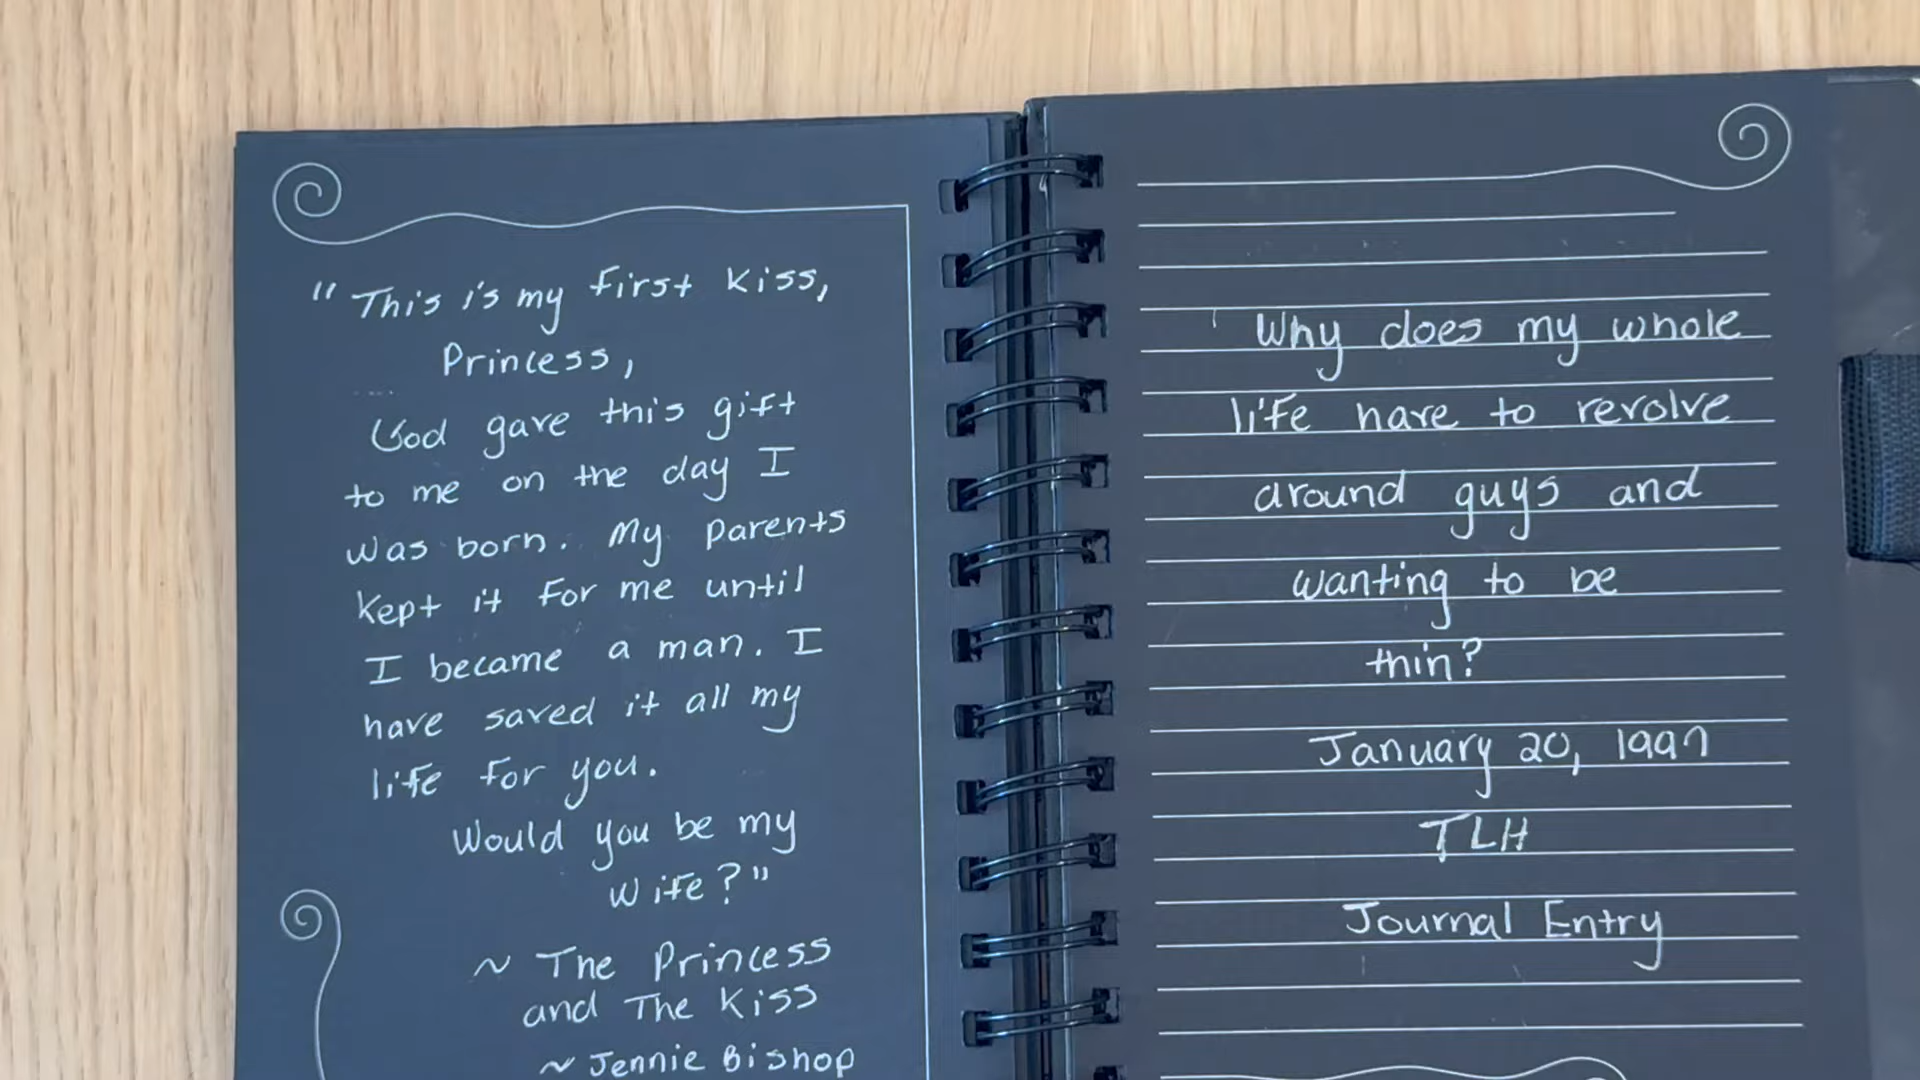 "This is my first kiss,
Princess,
God gave this gift
to me on the day I
was born. My parents
kept it for me until
I became a man. I
have saved it all my
life for you.
Would you be my
wife?"
~ The Princess
and The Kiss
~ Jennie Bishop
Why does my whole
life have to revolve
around guys and
wanting to be
thin?
January 20, 1997
TLH
Journal Entry